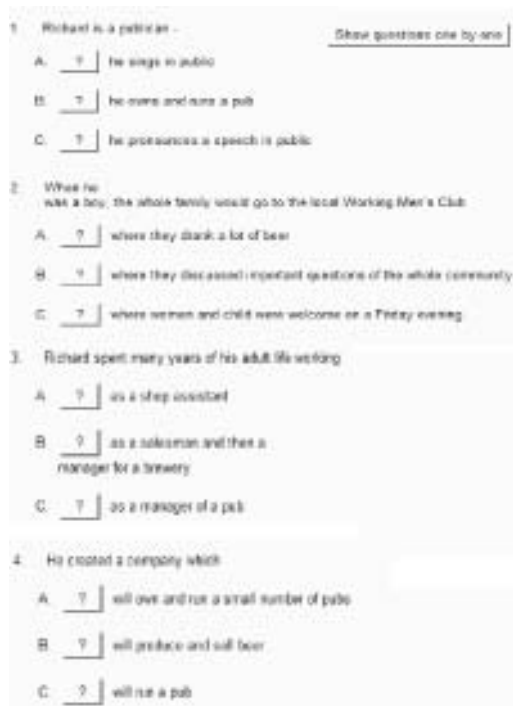 1. Richard is a publican -
Show questions one by one
A. ? he sings in public
B. ? he owns and runs a pub
C. ? he pronounces a speech in public
2. When he
was a boy, the whole family would go to the local Working Men's Club
A. ? where they drank a lot of beer
B. ? where they discussed important questions of the whole community
C. ? where women and child were welcome on a Friday evening
3. Richard spent many years of his adult life working
A. ? as a shop assistant
B. ? as a salesman and then a
manager for a brewery
C. ? as a manager of a pub
4. He created a company which
A. ? will own and run a small number of pubs
B. ? will produce and sell beer
C. ? will run a pub